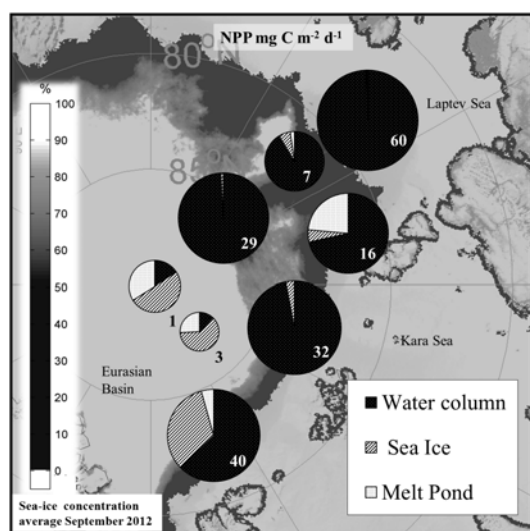 NPP mg C m-2 d-1
%
100
90
80
70
60
50
40
30
20
10
0
80°N
85°N
Laptev Sea
60
7
29
16
1
3
32
Kara Sea
Eurasian
Basin
40
Water column
Sea Ice
Melt Pond
Sea-ice concentration
average September 2012